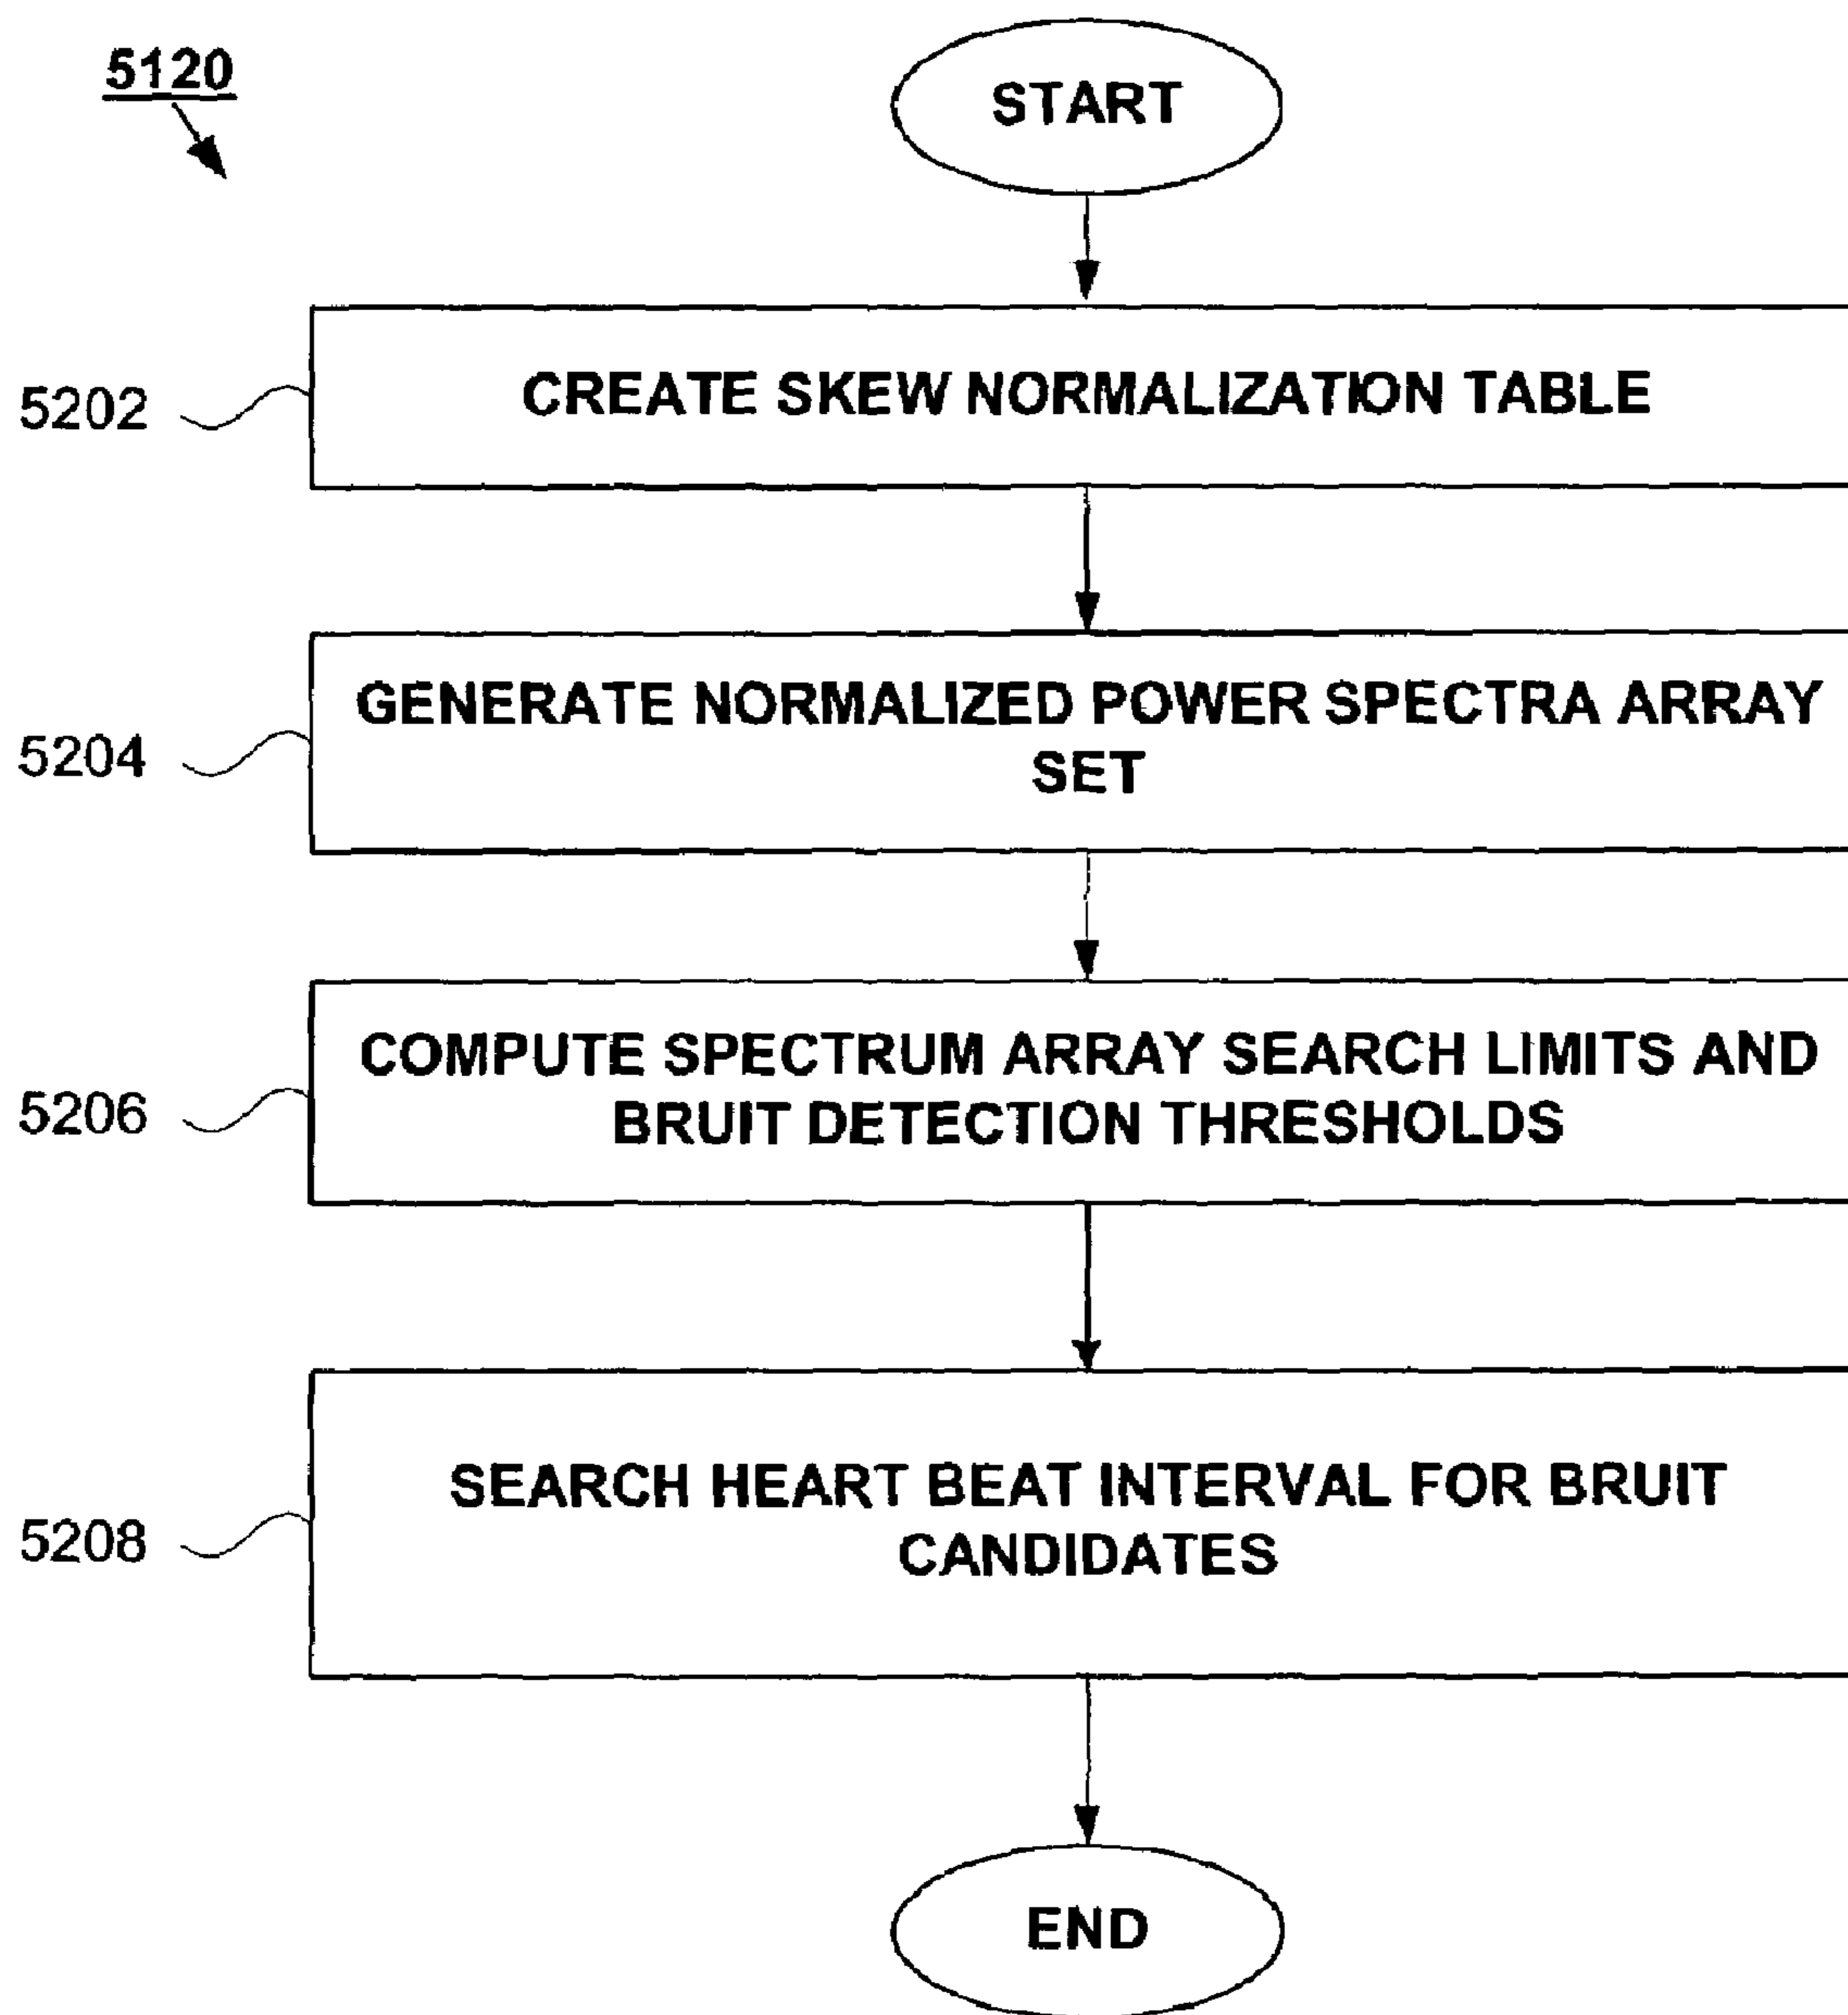 5120
START
5202
CREATE SKEW NORMALIZATION TABLE
5204
GENERATE NORMALIZED POWER SPECTRA ARRAY
SET
5206
COMPUTE SPECTRUM ARRAY SEARCH LIMITS AND
BRUIT DETECTION THRESHOLDS
5208
SEARCH HEART BEAT INTERVAL FOR BRUIT
CANDIDATES
END